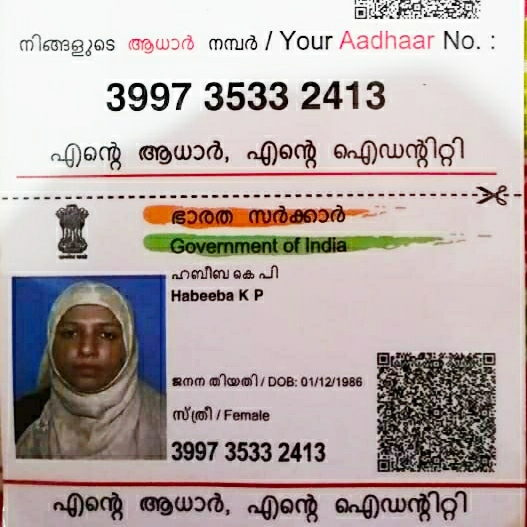 നിങ്ങളുടെ ആധാർ നമ്പർ / Your Aadhaar No. :
3997 3533 2413
എന്റെ ആധാർ, എന്റെ ഐഡന്റിറ്റി
ഭാരത സർക്കാർ
Government of India
ഹബീബ കെ പി
Habeeba K P
ജനന തിയതി / DOB: 01/12/1986
സ്ത്രീ / Female
3997 3533 2413
എന്റെ ആധാർ, എന്റെ ഐഡന്റിറ്റി